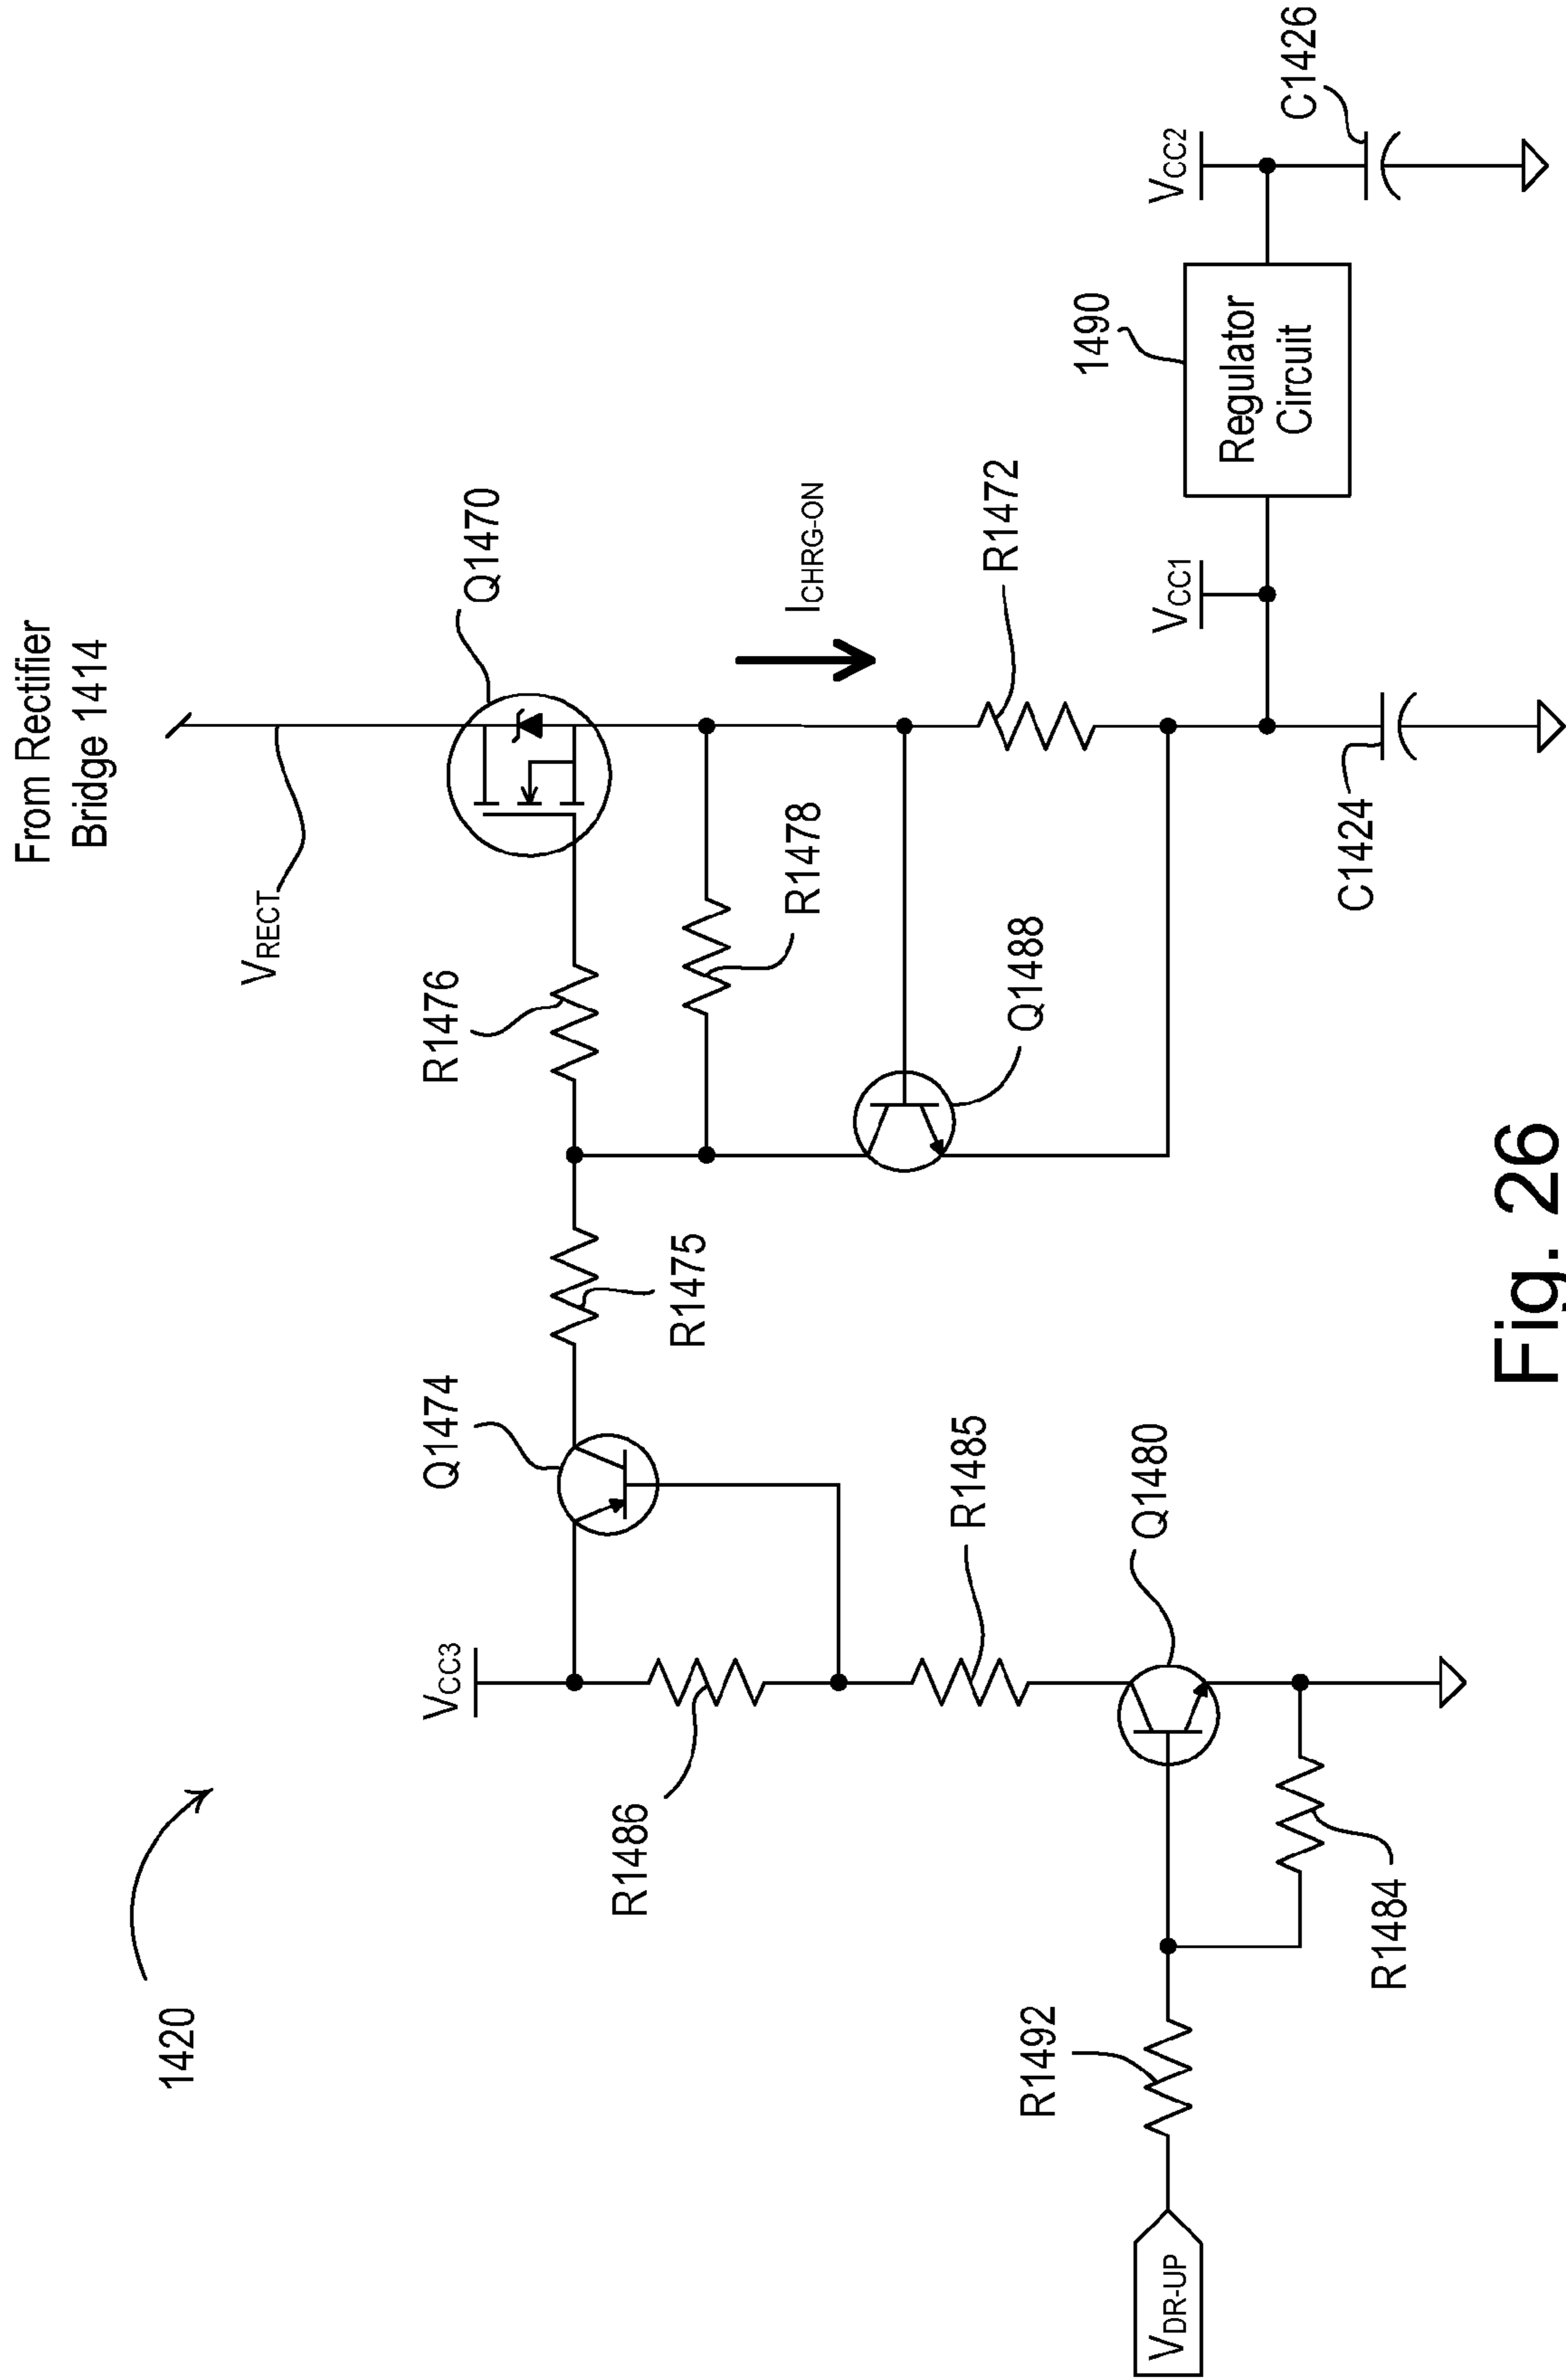 From Rectifier
Bridge 1414
1420
VRECT
Q1470
R1476
Q1474
VCC3
ICHRG-ON
R1478
R1475
R1486
R1472
Q1488
R1485
1490
VCC1
VCC2
Regulator
Circuit
Q1480
R1492
VDR-UP
C1426
C1424
R1484
Fig. 26